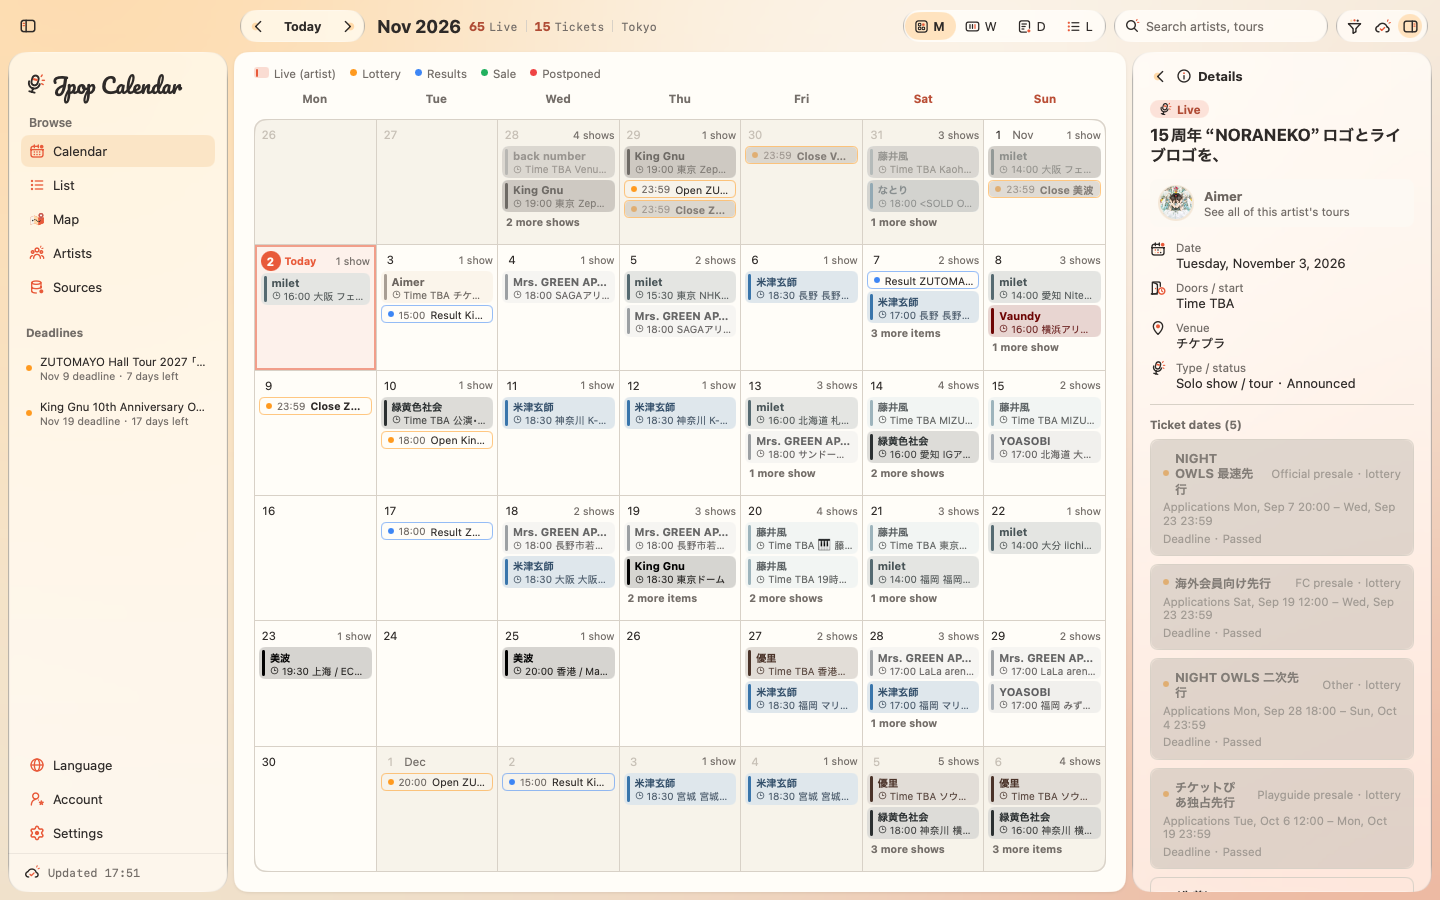 Today
Nov 2026
65 Live
15 Tickets
Tokyo
M
W
D
L
Search artists, tours
Jpop Calendar
Browse
Calendar
List
Map
Artists
Sources
Deadlines
ZUTOMAYO Hall Tour 2027 「...
Nov 9 deadline · 7 days left
King Gnu 10th Anniversary O...
Nov 19 deadline · 17 days left
Language
Account
Settings
Updated 17:51
Live (artist)
Lottery
Results
Sale
Postponed
Mon Tue Wed Thu Fri Sat Sun
26
27
28 4 shows
back number
Time TBA Venu...
King Gnu
19:00 東京 Zep...
2 more shows
29 1 show
King Gnu
19:00 東京 Zep...
23:59 Open ZU...
23:59 Close Z...
30
23:59 Close V...
31 3 shows
藤井風
Time TBA Kaoh...
なとり
18:00 <SOLD O...
1 more show
1 Nov 1 show
milet
14:00 大阪 フェ...
23:59 Close 美波
2 Today 1 show
milet
16:00 大阪 フェ...
3 1 show
Aimer
Time TBA チケ...
15:00 Result Ki...
4 1 show
Mrs. GREEN AP...
18:00 SAGAアリ...
5 2 shows
milet
15:30 東京 NHK...
Mrs. GREEN AP...
18:00 SAGAアリ...
6 1 show
米津玄師
18:30 長野 長野...
7 2 shows
Result ZUTOMA...
米津玄師
17:00 長野 長野...
3 more items
8 3 shows
milet
14:00 愛知 Nite...
Vaundy
16:00 横浜アリ...
1 more show
9
23:59 Close Z...
10 1 show
緑黄色社会
Time TBA 公演・...
18:00 Open Kin...
11 1 show
米津玄師
18:30 神奈川 K-...
12 1 show
米津玄師
18:30 神奈川 K-...
13 3 shows
milet
16:00 北海道 札...
Mrs. GREEN AP...
18:00 サンドー...
1 more show
14 4 shows
藤井風
Time TBA MIZU...
緑黄色社会
16:00 愛知 IGア...
2 more shows
15 2 shows
藤井風
Time TBA MIZU...
YOASOBI
17:00 北海道 大...
16
17
18:00 Result Z...
18 2 shows
Mrs. GREEN AP...
18:00 長野市若...
米津玄師
18:30 大阪 大阪...
19 3 shows
Mrs. GREEN AP...
18:00 長野市若...
King Gnu
18:30 東京ドーム
2 more items
20 4 shows
藤井風
Time TBA 🎹 藤...
藤井風
Time TBA 19時...
2 more shows
21 3 shows
藤井風
Time TBA 東京...
milet
14:00 福岡 福岡...
1 more show
22 1 show
milet
14:00 大分 iichi...
23 1 show
美波
19:30 上海 / EC...
24
25 1 show
美波
20:00 香港 / Ma...
26
27 2 shows
優里
Time TBA 香港...
米津玄師
18:30 福岡 マリ...
28 3 shows
Mrs. GREEN AP...
17:00 LaLa aren...
米津玄師
17:00 福岡 マリ...
1 more show
29 2 shows
Mrs. GREEN AP...
17:00 LaLa aren...
YOASOBI
17:00 福岡 みず...
30
1 Dec
20:00 Open ZU...
2
15:00 Result Ki...
3 1 show
米津玄師
18:30 宮城 宮城...
4 1 show
米津玄師
18:30 宮城 宮城...
5 5 shows
優里
Time TBA ソウ...
緑黄色社会
18:00 神奈川 横...
3 more shows
6 4 shows
優里
Time TBA ソウ...
緑黄色社会
16:00 神奈川 横...
3 more items
Details
Live
15周年 “NORANEKO” ロゴとライ
ブロゴを、
Aimer
See all of this artist's tours
Date
Tuesday, November 3, 2026
Doors / start
Time TBA
Venue
チケプラ
Type / status
Solo show / tour · Announced
Ticket dates (5)
NIGHT
OWLS 最速先
行
Official presale · lottery
Applications Mon, Sep 7 20:00 – Wed, Sep
23 23:59
Deadline · Passed
海外会員向け先行
FC presale · lottery
Applications Sat, Sep 19 12:00 – Wed, Sep
23 23:59
Deadline · Passed
NIGHT OWLS 二次先
行
Other · lottery
Applications Mon, Sep 28 18:00 – Sun, Oct
4 23:59
Deadline · Passed
チケットぴ
あ独占先行
Playguide presale · lottery
Applications Tue, Oct 6 12:00 – Mon, Oct
19 23:59
Deadline · Passed